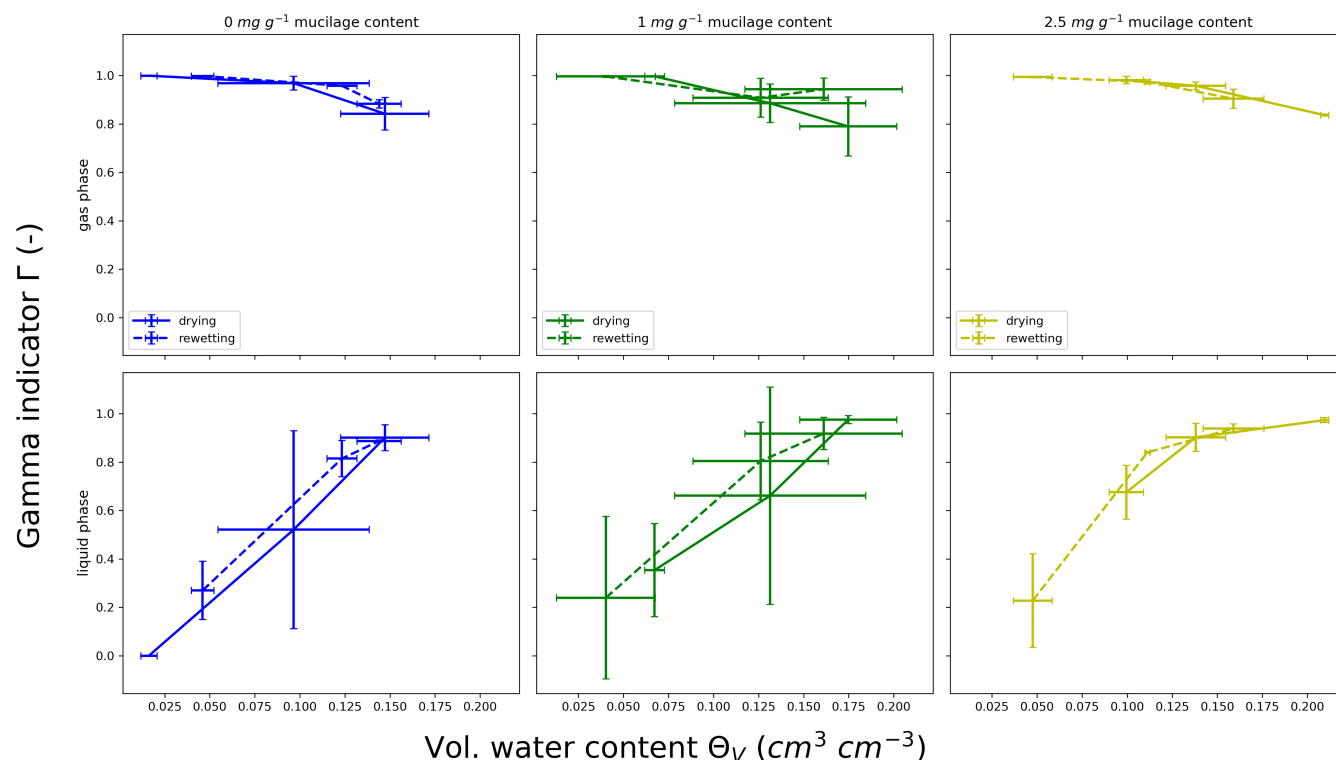 0 mg g⁻¹ mucilage content
1 mg g⁻¹ mucilage content
2.5 mg g⁻¹ mucilage content
Gamma indicator Γ (-)
gas phase
1.0
0.8
0.6
0.4
0.2
0.0
drying
rewetting
drying
rewetting
drying
rewetting
liquid phase
1.0
0.8
0.6
0.4
0.2
0.0
0.025 0.050 0.075 0.100 0.125 0.150 0.175 0.200
0.025 0.050 0.075 0.100 0.125 0.150 0.175 0.200
0.025 0.050 0.075 0.100 0.125 0.150 0.175 0.200
Vol. water content Θ_V (cm³ cm⁻³)